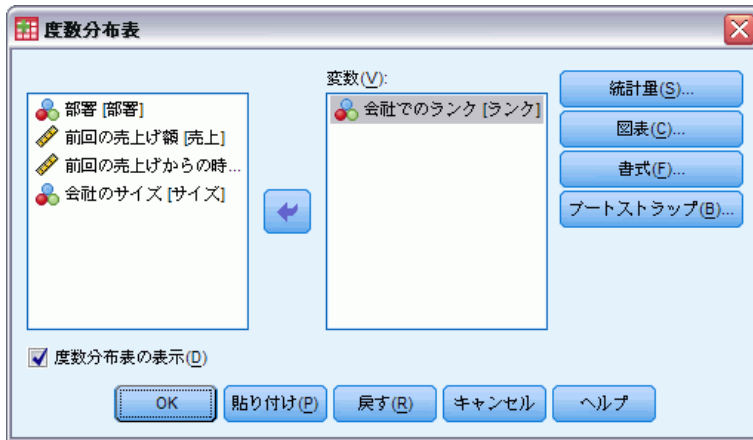 度数分布表
部署 [部署]
前回の売上げ額 [売上]
前回の売上げからの時...
会社のサイズ [サイズ]
変数(V):
会社でのランク [ランク]
統計量(S)...
図表(C)...
書式(F)...
ブートストラップ(B)...
度数分布表の表示(D)
OK
貼り付け(P)
戻す(R)
キャンセル
ヘルプ